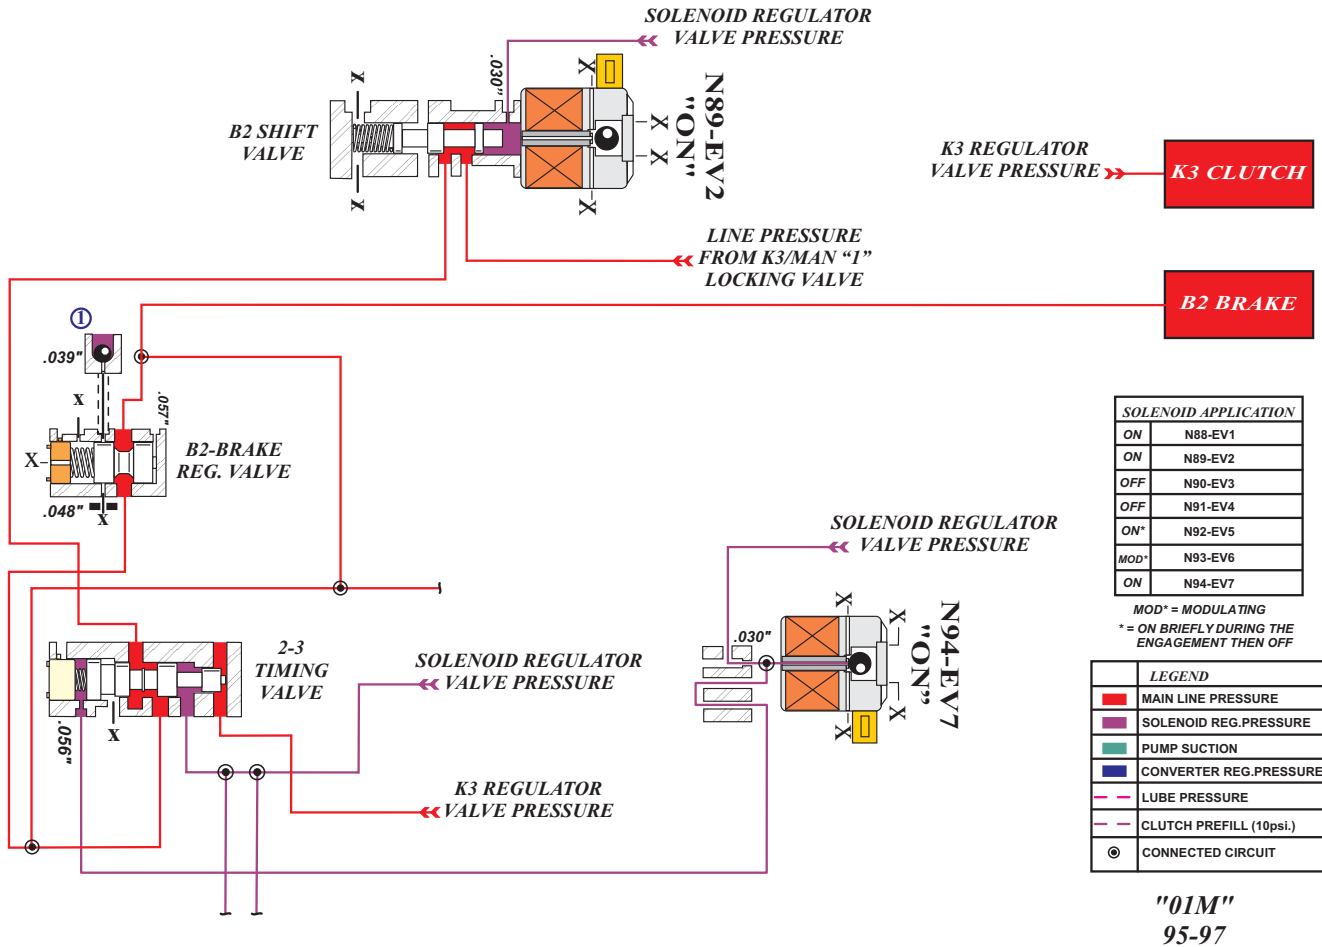 SOLENOID REGULATOR
VALVE PRESSURE
.030"
X
X
X
X
X
X
B2 SHIFT
VALVE
N89-EV2
"ON"
K3 REGULATOR
VALVE PRESSURE
K3 CLUTCH
LINE PRESSURE
FROM K3/MAN “1”
LOCKING VALVE
B2 BRAKE
1
.039"
X
.057"
X
B2-BRAKE
REG. VALVE
.048"
X
SOLENOID APPLICATION
ON N88-EV1
ON N89-EV2
OFF N90-EV3
OFF N91-EV4
ON* N92-EV5
MOD* N93-EV6
ON N94-EV7
MOD* = MODULATING
* = ON BRIEFLY DURING THE
ENGAGEMENT THEN OFF
SOLENOID REGULATOR
VALVE PRESSURE
.030"
X
X
X
X
N94-EV7
"ON"
2-3
TIMING
VALVE
SOLENOID REGULATOR
VALVE PRESSURE
.056"
X
K3 REGULATOR
VALVE PRESSURE
LEGEND
MAIN LINE PRESSURE
SOLENOID REG.PRESSURE
PUMP SUCTION
CONVERTER REG.PRESSURE
LUBE PRESSURE
CLUTCH PREFILL (10psi.)
CONNECTED CIRCUIT
"01M"
95-97